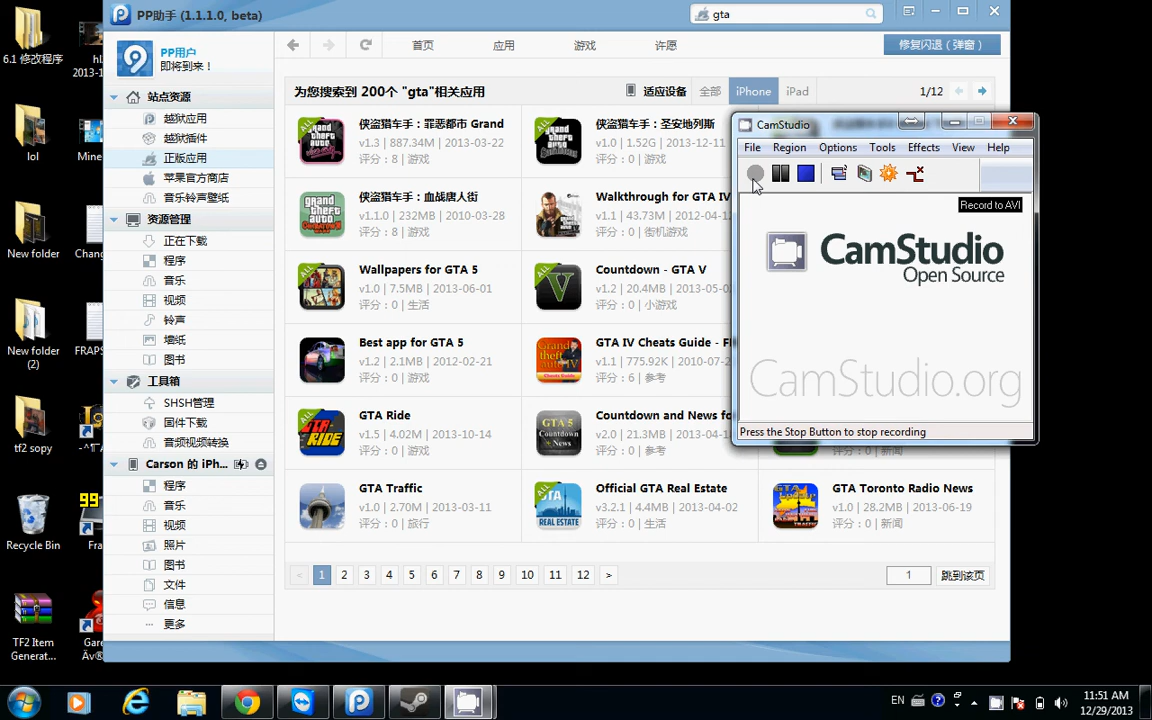 PP助手 (1.1.1.0, beta)
gta
PP用户
即将到来！
首页
应用
游戏
许愿
修复闪退（弹窗）
站点资源
越狱应用
越狱插件
正版应用
苹果官方商店
音乐铃声壁纸
资源管理
正在下载
程序
音乐
视频
铃声
墙纸
图书
工具箱
SHSH管理
固件下载
音频视频转换
Carson 的 iPh...
程序
音乐
视频
照片
图书
文件
信息
更多
为您搜索到 200个 "gta"相关应用
适应设备
全部
iPhone
iPad
1/12
侠盗猎车手：罪恶都市 Grand
v1.3 | 887.34M | 2013-03-22
评分：8 | 游戏
侠盗猎车手：圣安地列斯
v1.0 | 1.52G | 2013-12-11
评分：0 | 游戏
侠盗猎车手：血战唐人街
v1.1.0 | 232MB | 2010-03-28
评分：8 | 游戏
Walkthrough for GTA IV
v1.1 | 43.73M | 2012-04-1
评分：0 | 街机游戏
Wallpapers for GTA 5
v1.0 | 7.5MB | 2013-06-01
评分：0 | 生活
Countdown - GTA V
v1.2 | 20.4MB | 2013-05-0
评分：0 | 小游戏
Best app for GTA 5
v1.2 | 2.1MB | 2012-02-21
评分：0 | 游戏
GTA IV Cheats Guide - F
v1.1 | 775.92K | 2010-07-
评分：6 | 参考
GTA Ride
v1.5 | 4.02M | 2013-10-14
评分：0 | 游戏
Countdown and News fo
v2.0 | 21.3MB | 2013-04-1
评分：0 | 参考
评分：0 | 新闻
GTA Traffic
v1.0 | 2.70M | 2013-03-11
评分：0 | 旅行
Official GTA Real Estate
v3.2.1 | 4.4MB | 2013-04-02
评分：0 | 生活
GTA Toronto Radio News
v1.0 | 28.2MB | 2013-06-19
评分：0 | 新闻
< 1 2 3 4 5 6 7 8 9 10 11 12 >
1
跳到该页
CamStudio
File Region Options Tools Effects View Help
Record to AVI
CamStudio
Open Source
CamStudio.org
Press the Stop Button to stop recording
6.1 修改程序
2013-1
lol
Mine
New folder
Chang
New folder
(2)
FRAPS
tf2 sopy
99
Recycle Bin
Fra
TF2 Item
Generat...
Gare
EN
11:51 AM
12/29/2013